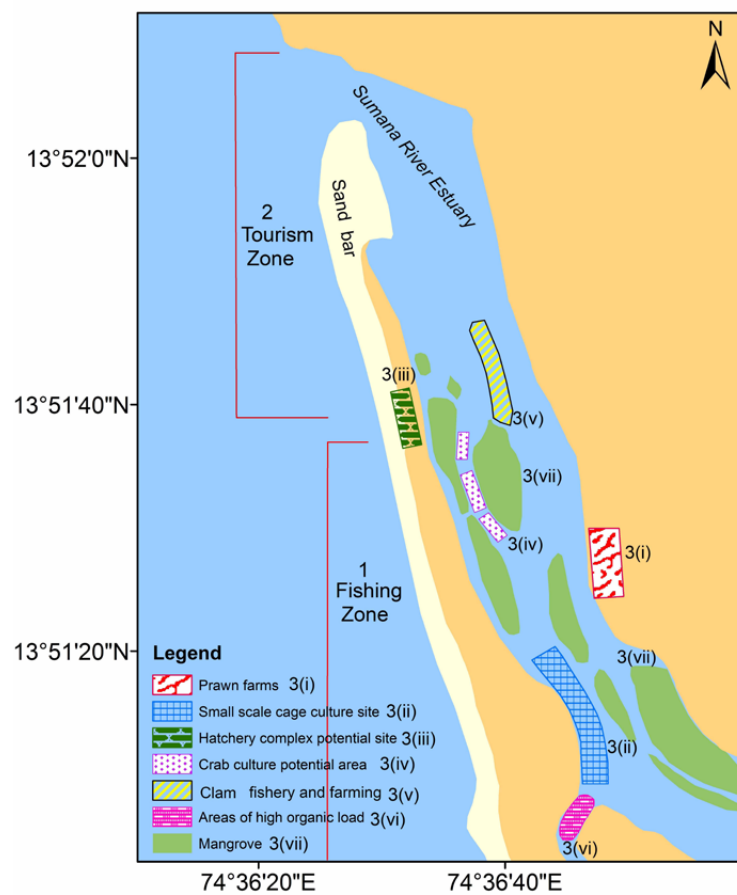 N
Sumana River Estuary
13°52'0"N
Sand bar
2
Tourism
Zone
3(iii)
13°51'40"N
3(v)
3(vii)
3(iv)
3(i)
1
Fishing
Zone
13°51'20"N
3(vii)
Legend
Prawn farms 3(i)
Small scale cage culture site 3(ii)
Hatchery complex potential site 3(iii)
Crab culture potential area 3(iv)
Clam fishery and farming 3(v)
Areas of high organic load 3(vi)
Mangrove 3(vii)
3(ii)
3(vi)
74°36'20"E
74°36'40"E